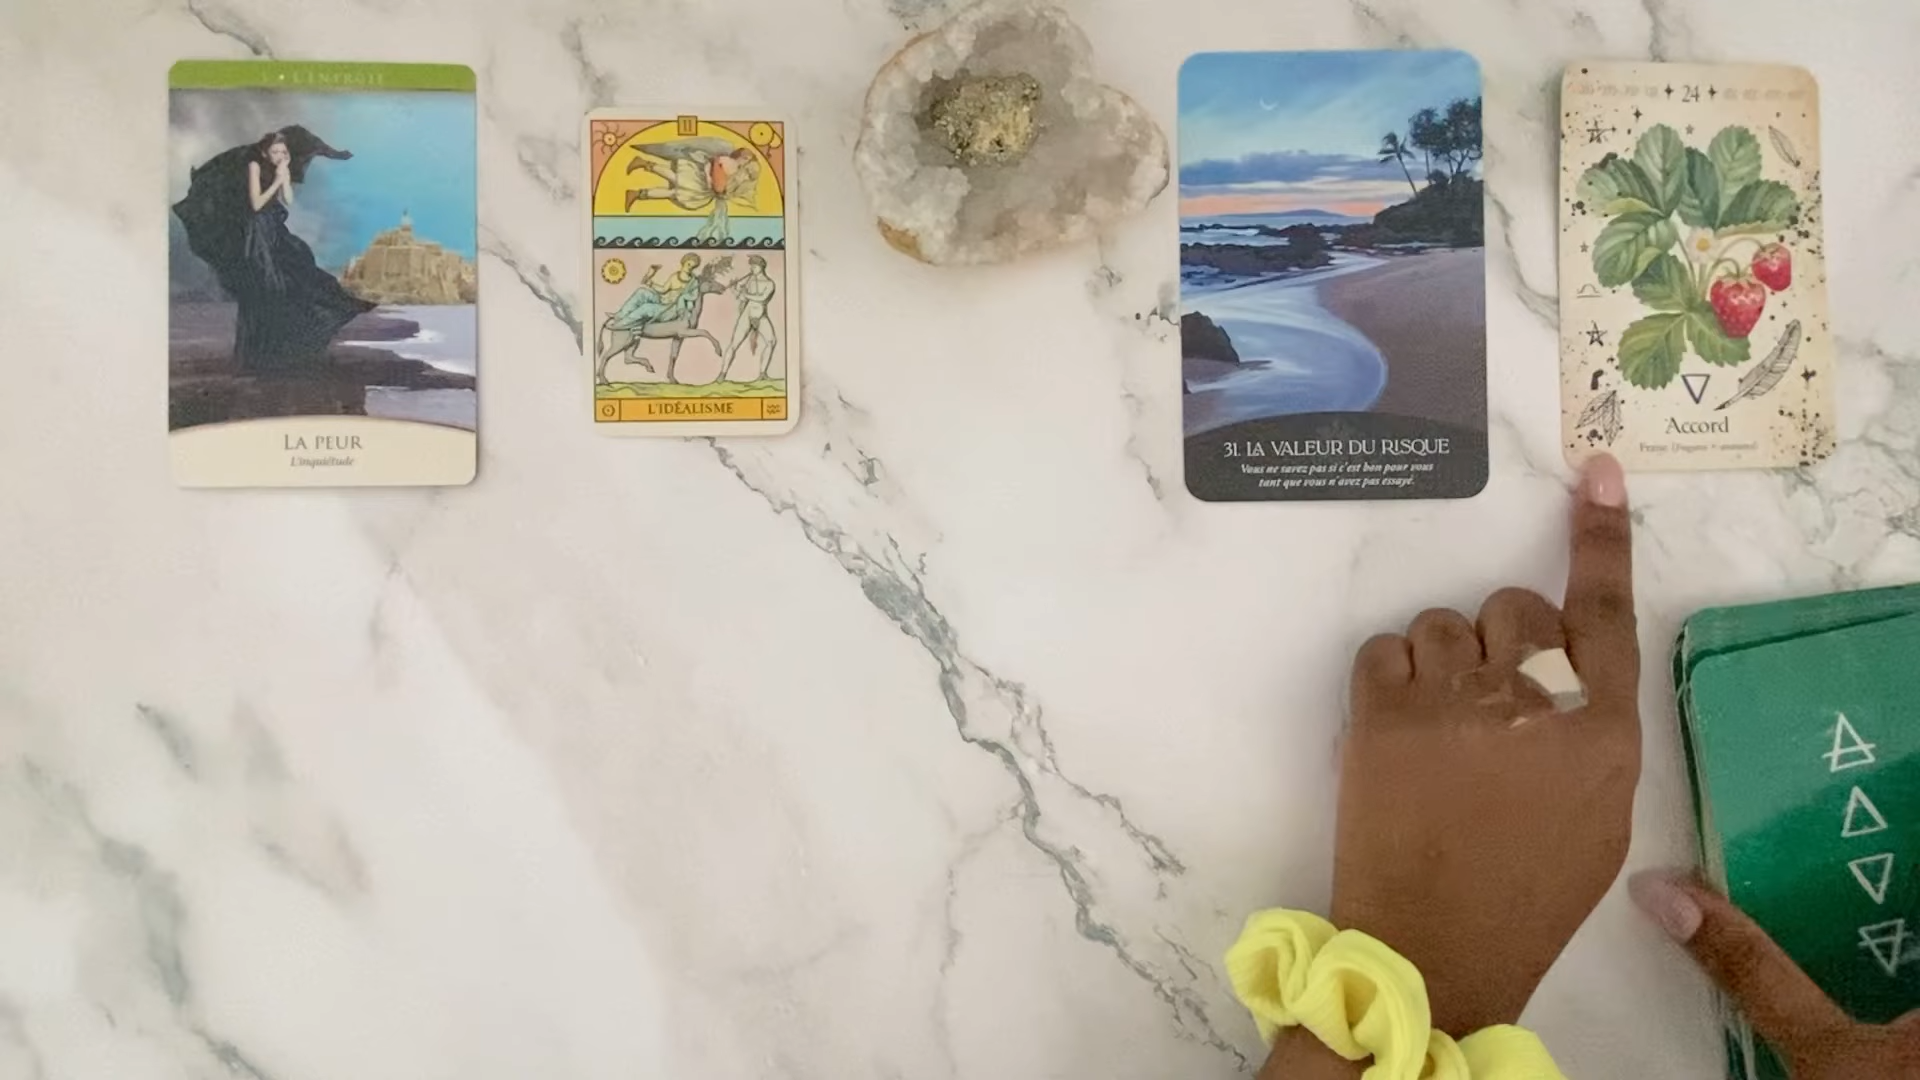 L'ÉNERGIE
LA PEUR
L'inquiétude
II
L'IDÉALISME
31. LA VALEUR DU RISQUE
Vous ne savez pas si c'est bon pour vous
tant que vous n'avez pas essayé.
24
Accord